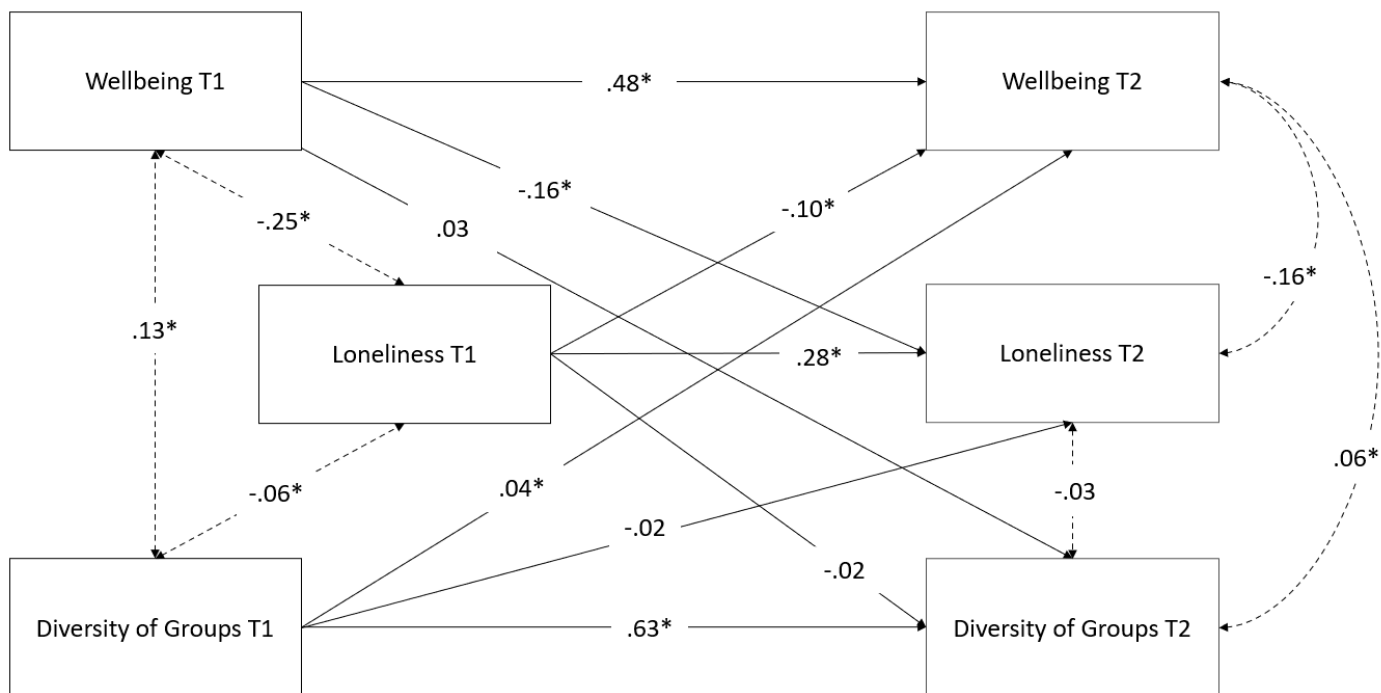 Wellbeing T1
.48*
Wellbeing T2
-.16*
-.10*
-.25*
.03
-.16*
.13*
Loneliness T1
.28*
Loneliness T2
.06*
-.06*
.04*
-.03
-.02
-.02
Diversity of Groups T1
.63*
Diversity of Groups T2